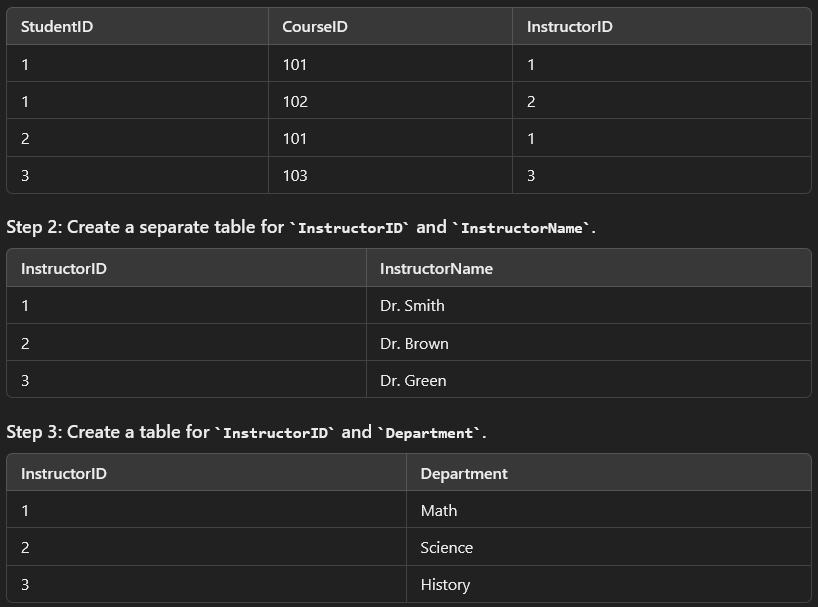 StudentID CourseID InstructorID
1 101 1
1 102 2
2 101 1
3 103 3
Step 2: Create a separate table for `InstructorID` and `InstructorName`.
InstructorID InstructorName
1 Dr. Smith
2 Dr. Brown
3 Dr. Green
Step 3: Create a table for `InstructorID` and `Department`.
InstructorID Department
1 Math
2 Science
3 History